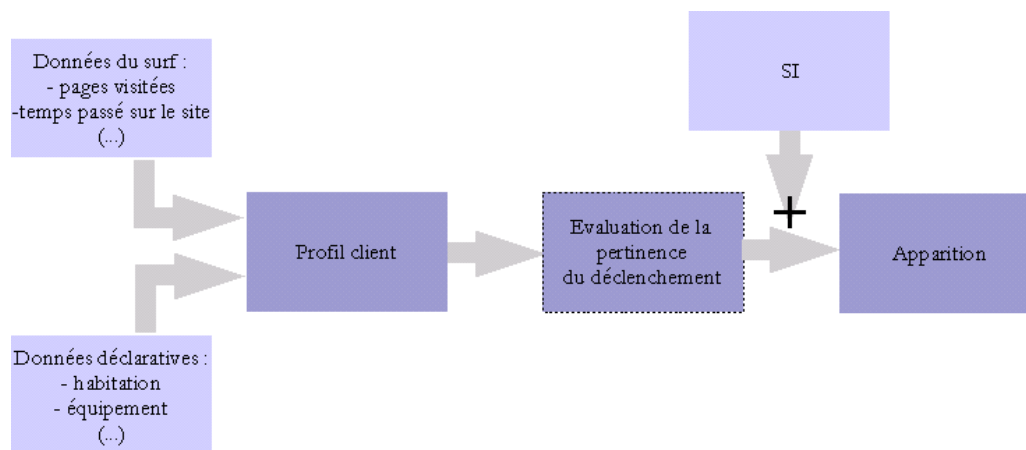 Données du surf :
- pages visitées
-temps passé sur le site
(...)
SI
Profil client
Evaluation de la
pertinence
du déclenchement
Apparition
Données déclaratives :
- habitation
- équipement
(...)